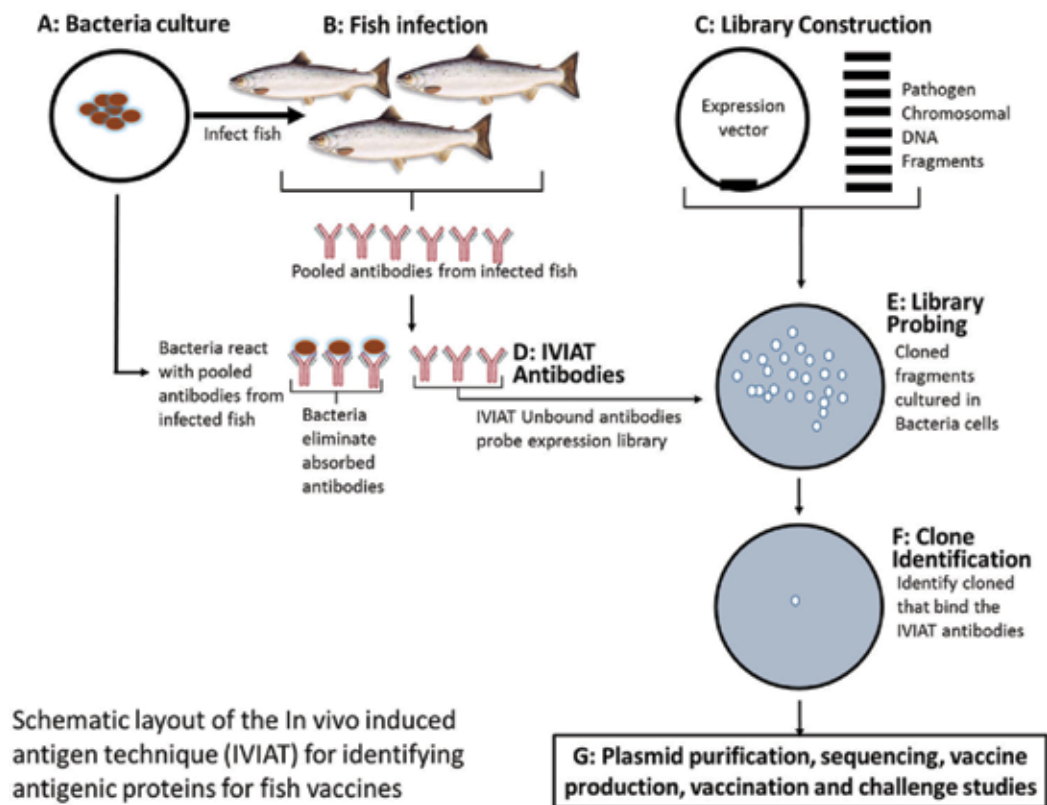 A: Bacteria culture
B: Fish infection
C: Library Construction
Infect fish
Expression
vector
Pathogen
Chromosomal
DNA
Fragments
Pooled antibodies from infected fish
Bacteria react
with pooled
antibodies from
infected fish
Bacteria
eliminate
absorbed
antibodies
D: IVIAT
Antibodies
IVIAT Unbound antibodies
probe expression library
E: Library
Probing
Cloned
fragments
cultured in
Bacteria cells
F: Clone
Identification
Identify cloned
that bind the
IVIAT antibodies
Schematic layout of the In vivo induced
antigen technique (IVIAT) for identifying
antigenic proteins for fish vaccines
G: Plasmid purification, sequencing, vaccine
production, vaccination and challenge studies